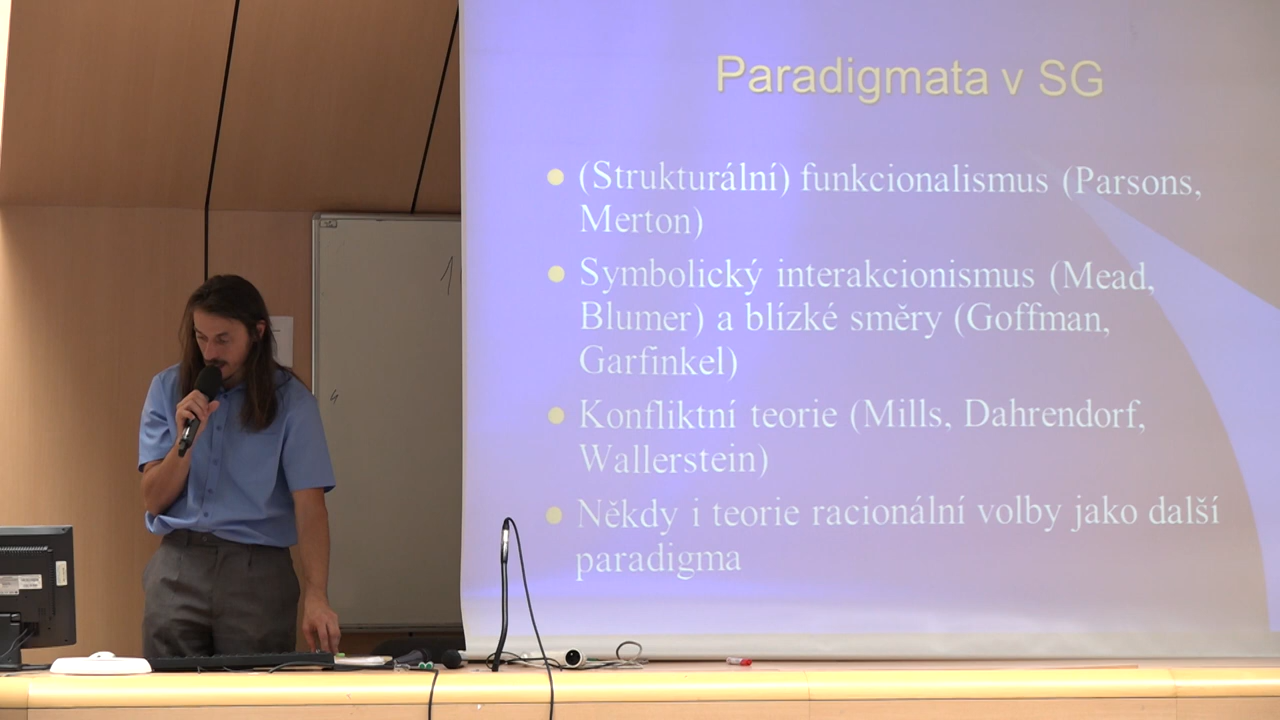 Paradigmata v SG
(Strukturální) funkcionalismus (Parsons,
Merton)
Symbolický interakcionismus (Mead,
Blumer) a blízké směry (Goffman,
Garfinkel)
Konfliktní teorie (Mills, Dahrendorf,
Wallerstein)
Někdy i teorie racionální volby jako další
paradigma